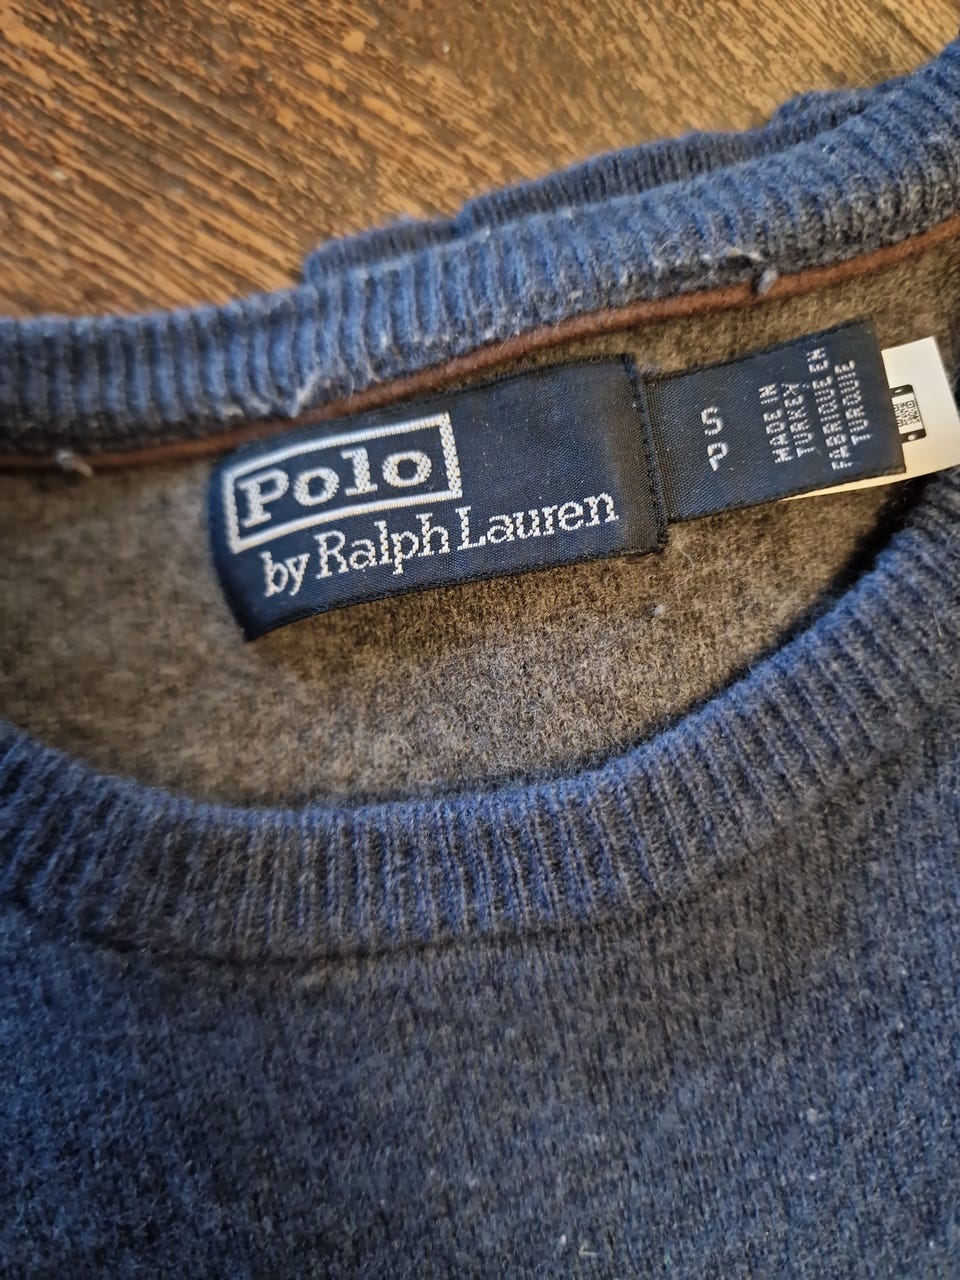 Polo
by Ralph Lauren
S
P
MADE IN
TURKEY
FABRIQUE EN
TURQUIE